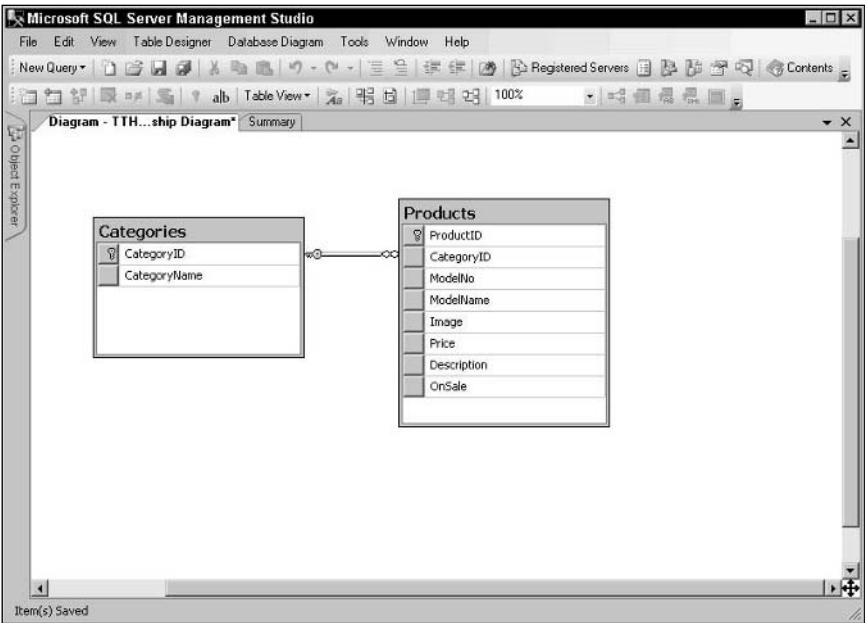 Microsoft SQL Server Management Studio
File Edit View Table Designer Database Diagram Tools Window Help
New Query Registered Servers Contents
ab Table View 100%
Diagram - TTH...ship Diagram* Summary
Object Explorer
Categories
CategoryID
CategoryName
Products
ProductID
CategoryID
ModelNo
ModelName
Image
Price
Description
OnSale
Item(s) Saved